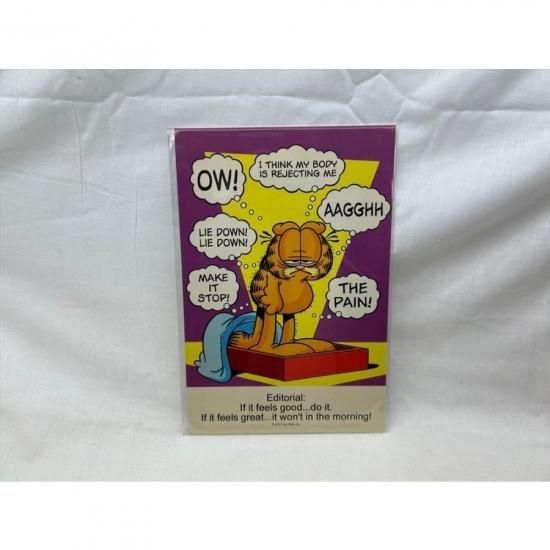 OW!
I THINK MY BODY
IS REJECTING ME
AAGGHH
LIE DOWN!
LIE DOWN!
MAKE
IT
STOP!
THE
PAIN!
Editorial:
If it feels good...do it.
If it feels great...it won't in the morning!